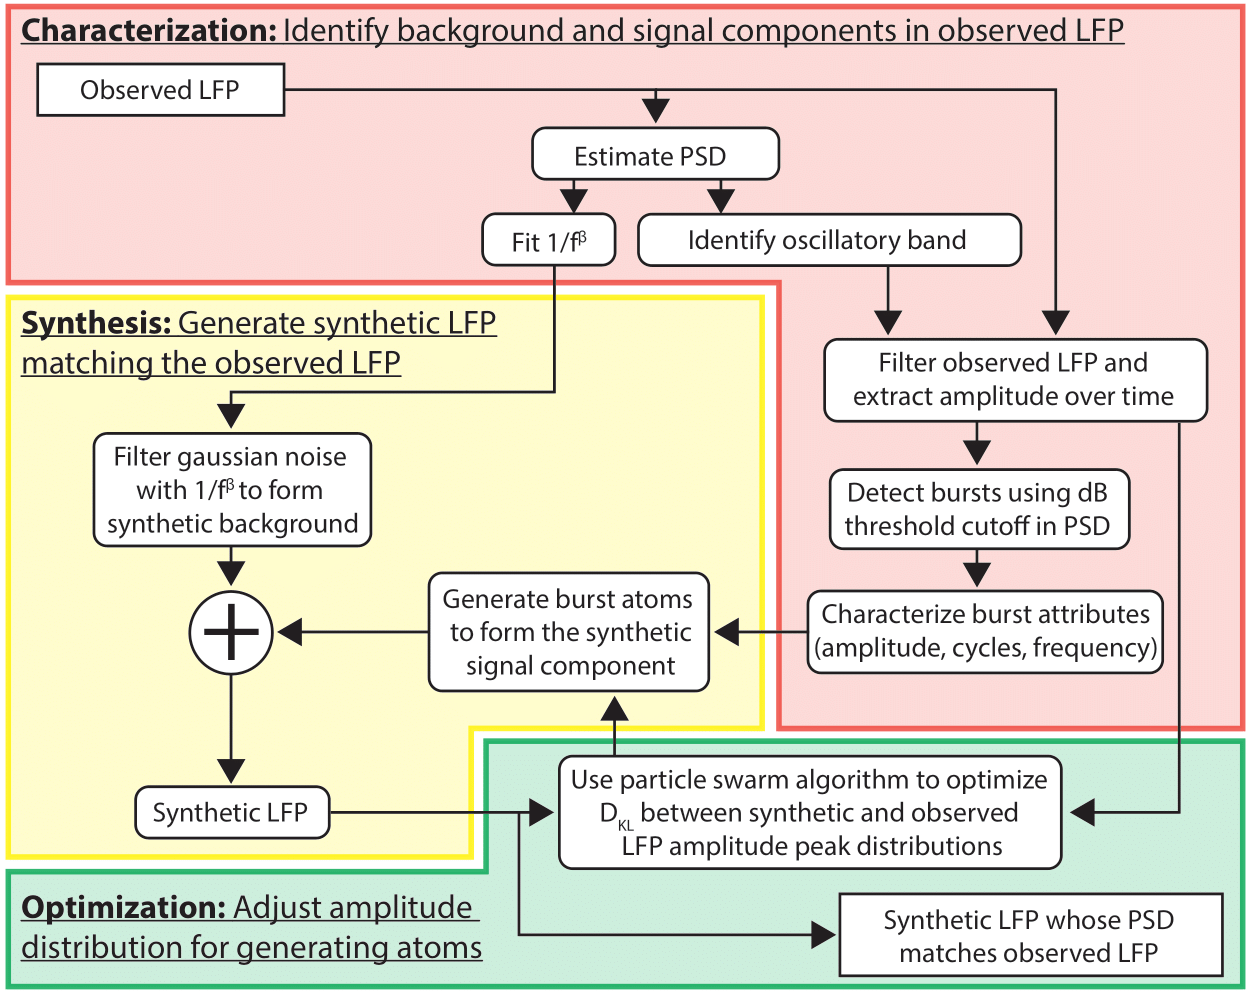 Characterization: Identify background and signal components in observed LFP
Observed LFP
Estimate PSD
Fit 1/fᵝ
Identify oscillatory band
Filter observed LFP and
extract amplitude over time
Detect bursts using dB
threshold cutoff in PSD
Characterize burst attributes
(amplitude, cycles, frequency)
Synthesis: Generate synthetic LFP
matching the observed LFP
Filter gaussian noise
with 1/fᵝ to form
synthetic background
+
Generate burst atoms
to form the synthetic
signal component
Synthetic LFP
Use particle swarm algorithm to optimize
D_KL between synthetic and observed
LFP amplitude peak distributions
Optimization: Adjust amplitude
distribution for generating atoms
Synthetic LFP whose PSD
matches observed LFP